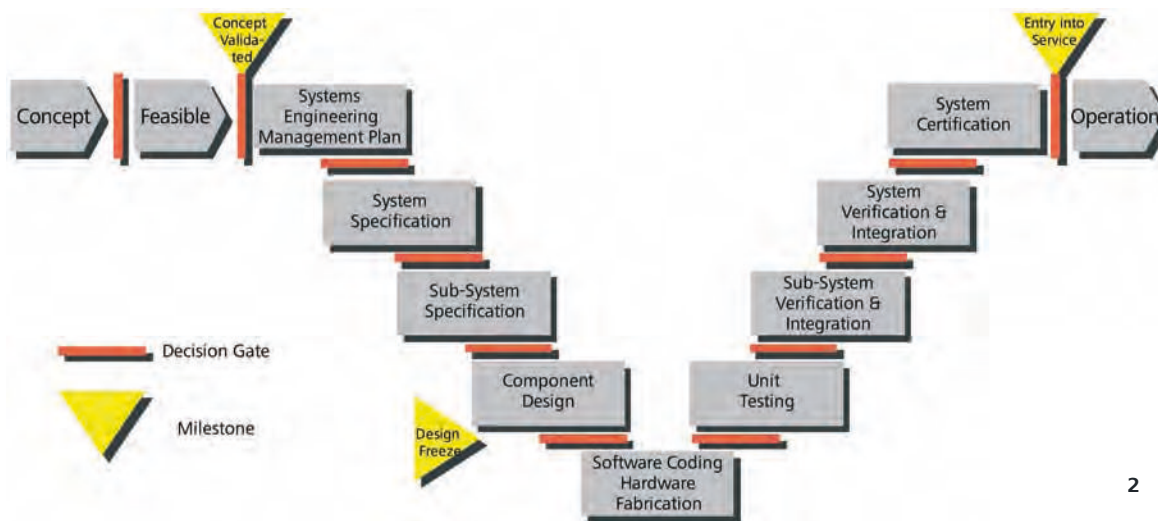 Concept
Valida-
ted
Entry into
Service
Concept
Feasible
Systems
Engineering
Management Plan
System
Certification
Operation
System
Specification
System
Verification &
Integration
Sub-System
Specification
Sub-System
Verification &
Integration
Decision Gate
Component
Design
Unit
Testing
Milestone
Design
Freeze
Software Coding
Hardware
Fabrication
2